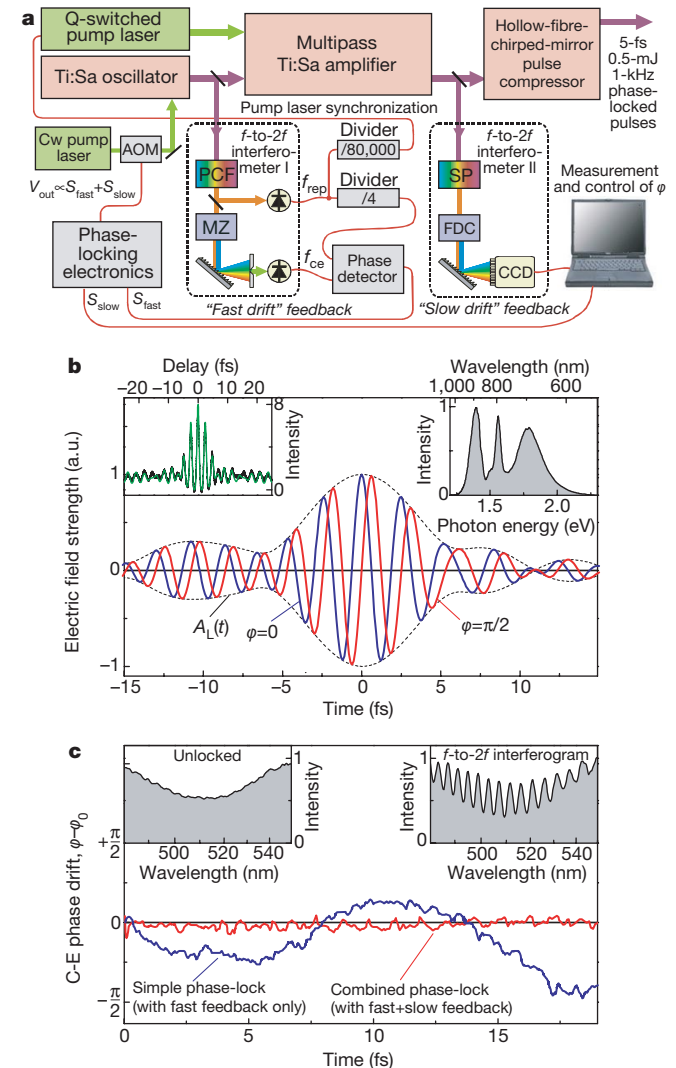 a
Q-switched
pump laser
Multipass
Ti:Sa amplifier
Hollow-fibre-
chirped-mirror
pulse
compressor
5-fs
0.5-mJ
1-kHz
phase-
locked
pulses
Ti:Sa oscillator
Pump laser synchronization
Cw pump
laser
AOM
V_out∝S_fast+S_slow
Phase-
locking
electronics
S_slow
S_fast
f-to-2f
interfero-
meter I
PCF
MZ
f_rep
f_ce
Divider
/80,000
Divider
/4
Phase
detector
"Fast drift" feedback
f-to-2f
interfero-
meter II
SP
FDC
CCD
"Slow drift" feedback
Measurement
and control of φ
b
Delay (fs)
−20 −10 0 10 20
8
0
Intensity
Wavelength (nm)
1,000 800 600
1
0
Intensity
1.5 2.0
Photon energy (eV)
Electric field strength (a.u.)
1
0
−1
A_L(t)
φ=0
φ=π/2
−15 −10 −5 0 5 10
Time (fs)
c
Unlocked
1
0
Intensity
500 520 540
Wavelength (nm)
f-to-2f interferogram
1
0
Intensity
500 520 540
Wavelength (nm)
C-E phase drift, φ–φ0
+π/2
0
−π/2
Simple phase-lock
(with fast feedback only)
Combined phase-lock
(with fast+slow feedback)
0 5 10 15
Time (fs)